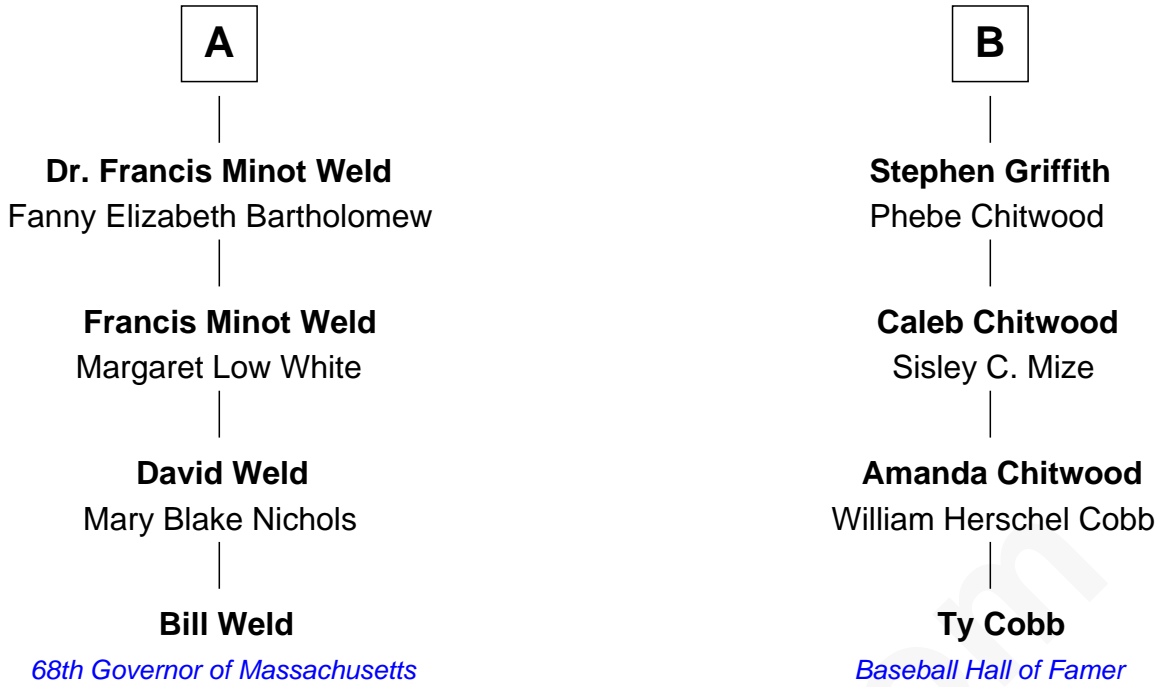 A
Dr. Francis Minot Weld
Fanny Elizabeth Bartholomew
Francis Minot Weld
Margaret Low White
David Weld
Mary Blake Nichols
Bill Weld
68th Governor of Massachusetts
B
Stephen Griffith
Phebe Chitwood
Caleb Chitwood
Sisley C. Mize
Amanda Chitwood
William Herschel Cobb
Ty Cobb
Baseball Hall of Famer